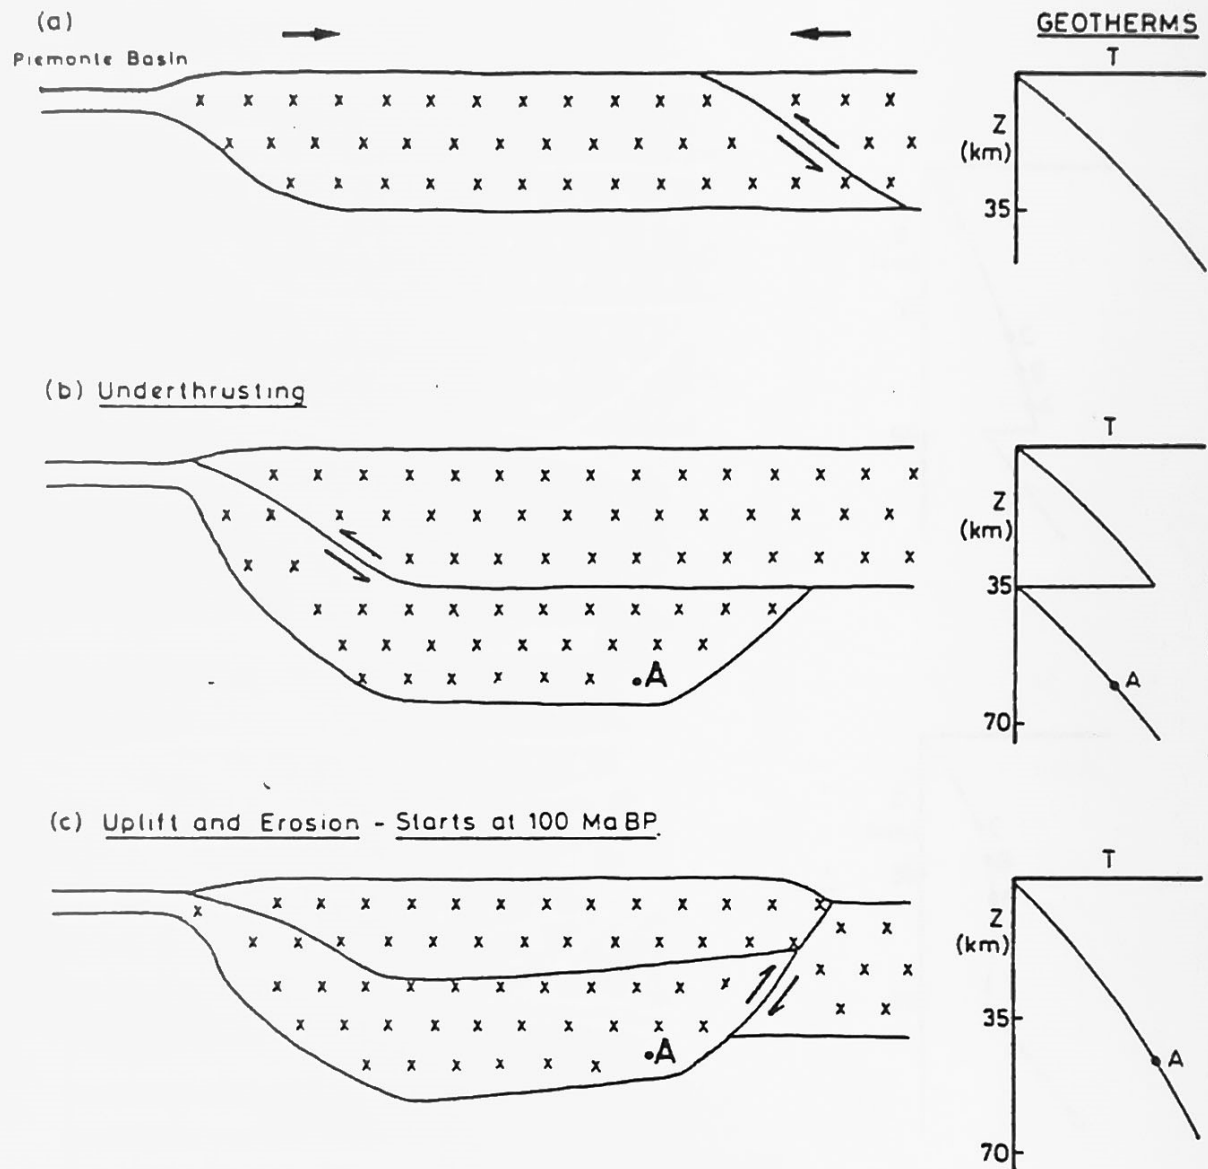 (a)
Piemonte Basin
GEOTHERMS
T
Z
(km)
35
(b) Underthrusting
T
Z
(km)
35
A
A
70
(c) Uplift and Erosion - Starts at 100 Ma BP.
T
Z
(km)
35
A
A
70